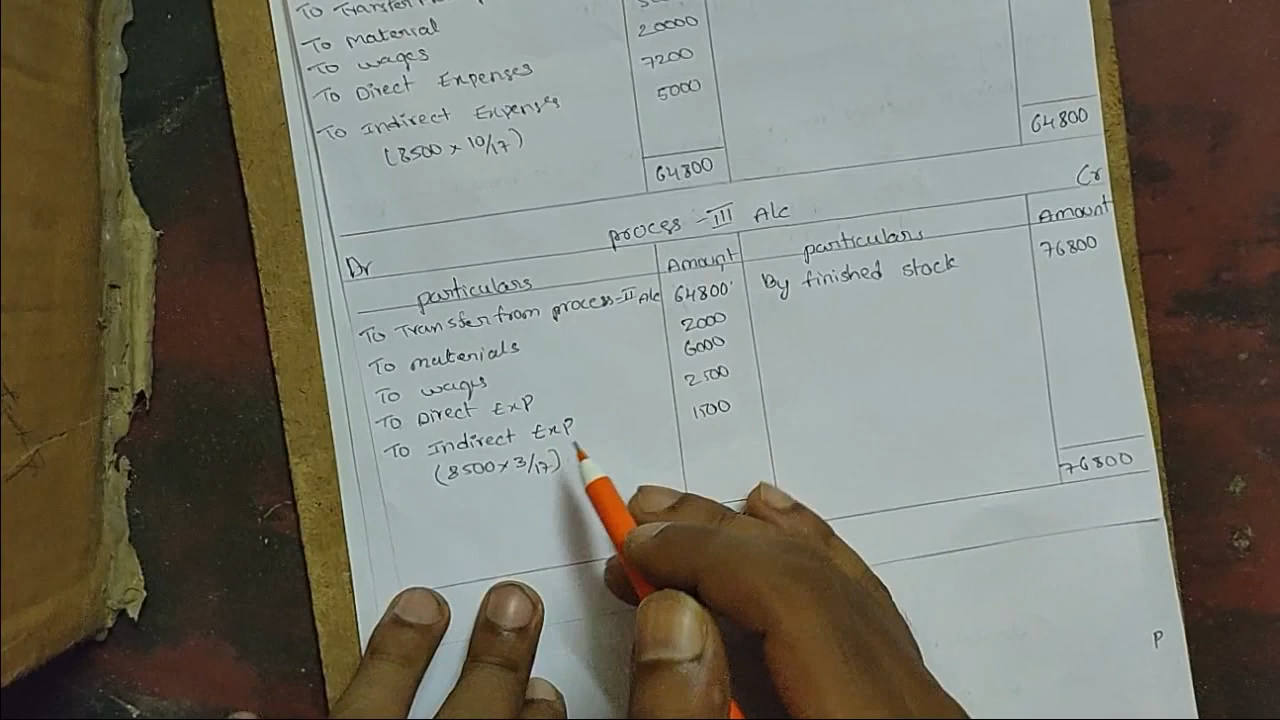 To Transfer
To Material
To wages 20000
To Direct Expenses 7200
To Indirect Expenses 5000
(8500 x 10/17)
64800 64800
process-III A/c Cr
Dr
particulars Amount particulars Amount
To Transfer from process-II A/c 64800 By finished stock 76800
To materials 2000
To wages 6000
To Direct Exp 2500
To Indirect Exp 1500
(8500 x 3/17)
76800
P